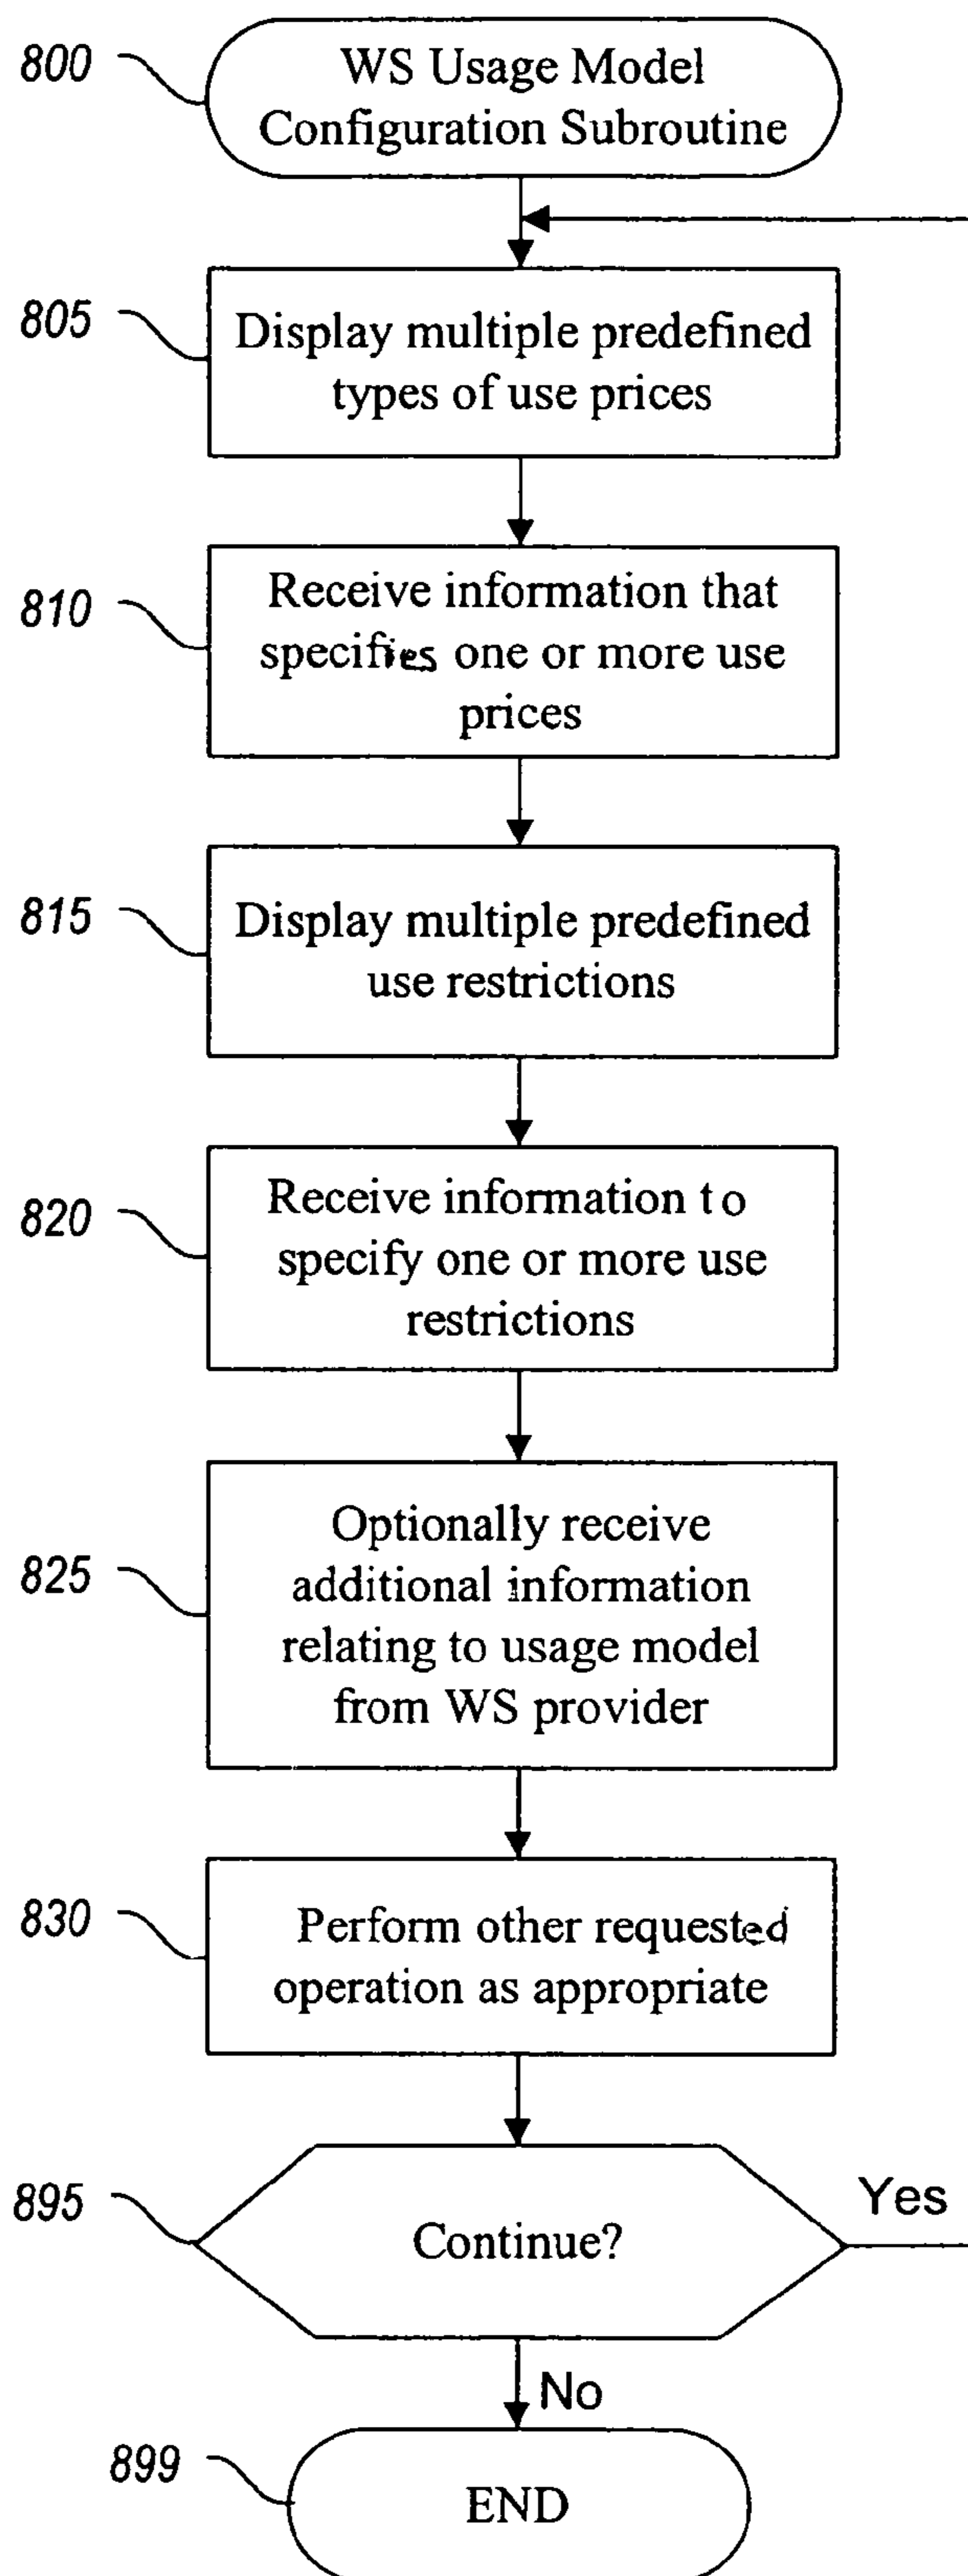 800
WS Usage Model
Configuration Subroutine
805
Display multiple predefined
types of use prices
810
Receive information that
specifies one or more use
prices
815
Display multiple predefined
use restrictions
820
Receive information to
specify one or more use
restrictions
825
Optionally receive
additional information
relating to usage model
from WS provider
830
Perform other requested
operation as appropriate
895
Continue?
Yes
No
899
END